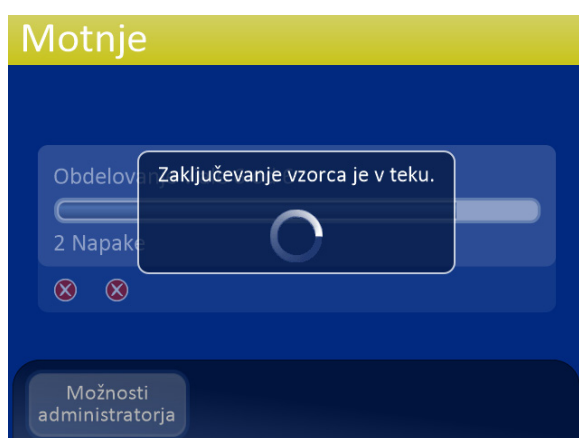 Motnje
Zaključevanje vzorca je v teku.
2 Napake
Možnosti
administratorja